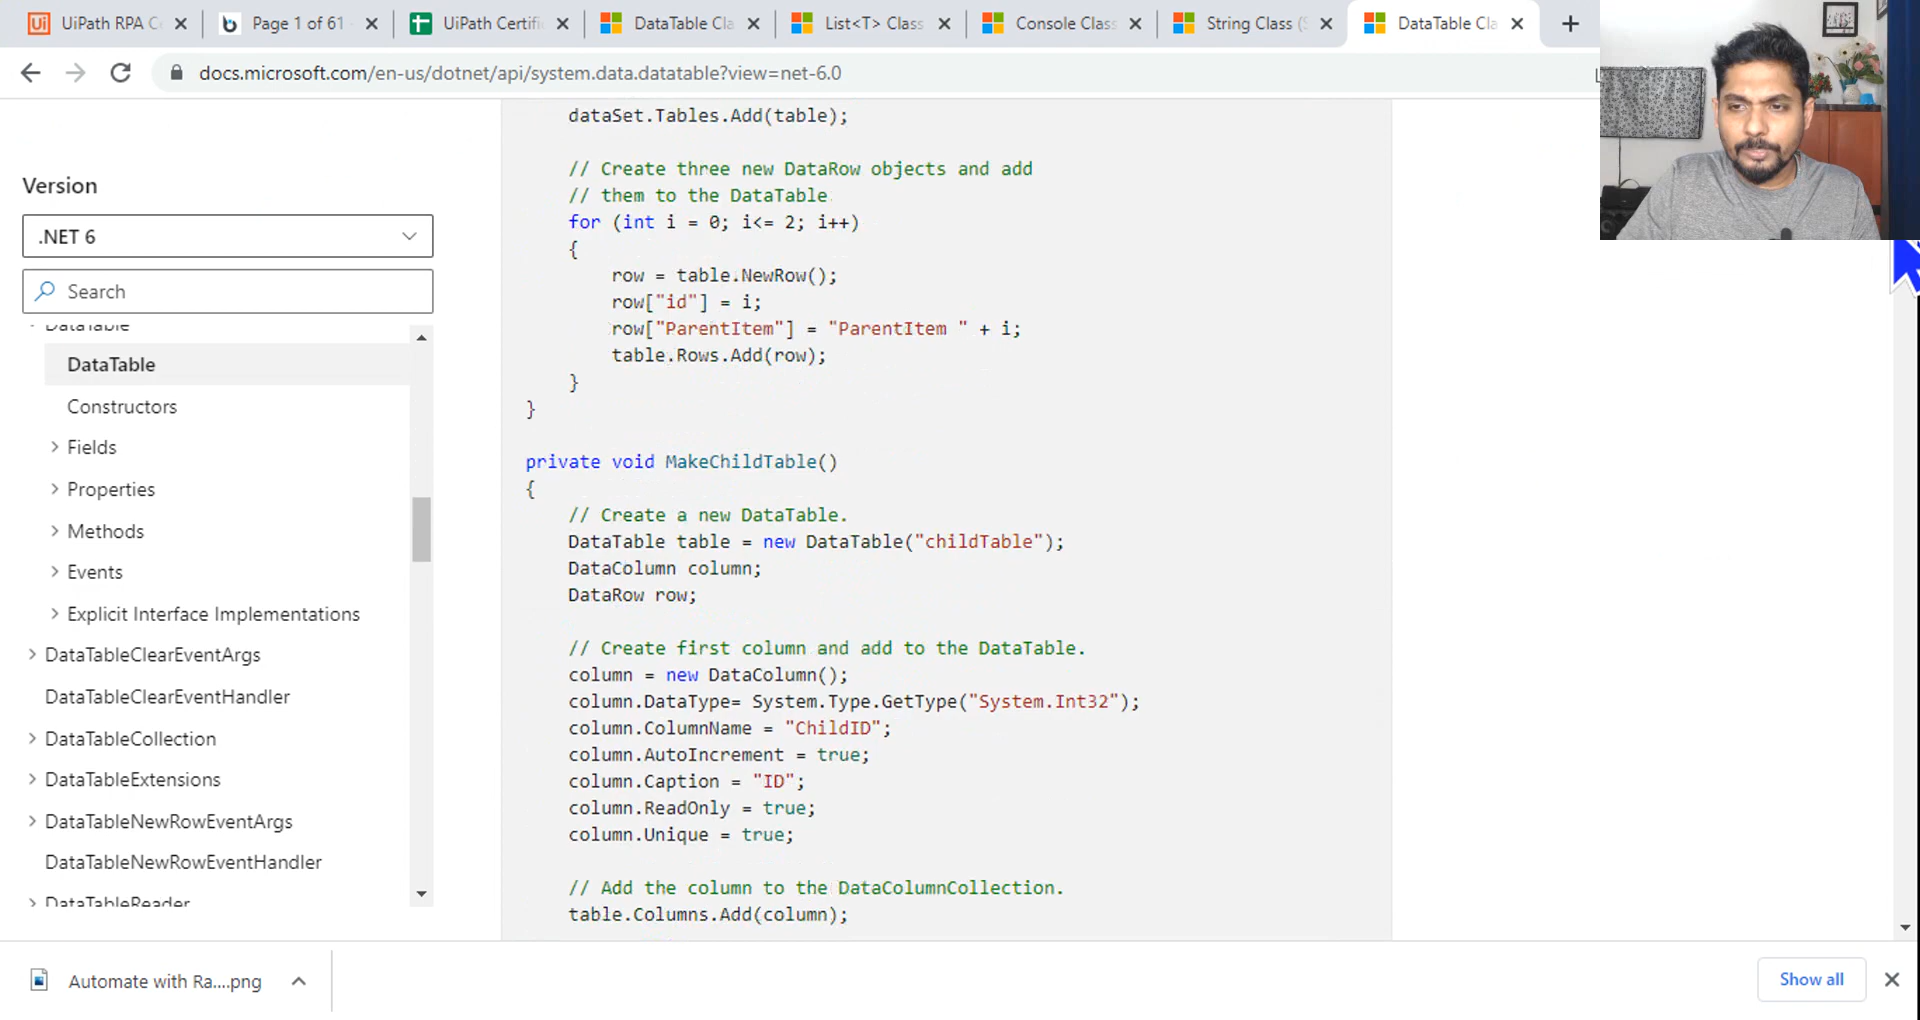 UiPath RPA C
Page 1 of 61
UiPath Certifi
DataTable Cla
List<T> Class
Console Class
String Class (S
DataTable Cla
docs.microsoft.com/en-us/dotnet/api/system.data.datatable?view=net-6.0
Version
.NET 6
Search
DataTable
DataTable
Constructors
Fields
Properties
Methods
Events
Explicit Interface Implementations
DataTableClearEventArgs
DataTableClearEventHandler
DataTableCollection
DataTableExtensions
DataTableNewRowEventArgs
DataTableNewRowEventHandler
DataTableReader
dataSet.Tables.Add(table);
// Create three new DataRow objects and add
// them to the DataTable
for (int i = 0; i<= 2; i++)
{
row = table.NewRow();
row["id"] = i;
row["ParentItem"] = "ParentItem " + i;
table.Rows.Add(row);
}
}
private void MakeChildTable()
{
// Create a new DataTable.
DataTable table = new DataTable("childTable");
DataColumn column;
DataRow row;
// Create first column and add to the DataTable.
column = new DataColumn();
column.DataType= System.Type.GetType("System.Int32");
column.ColumnName = "ChildID";
column.AutoIncrement = true;
column.Caption = "ID";
column.ReadOnly = true;
column.Unique = true;
// Add the column to the DataColumnCollection.
table.Columns.Add(column);
Automate with Ra....png
Show all